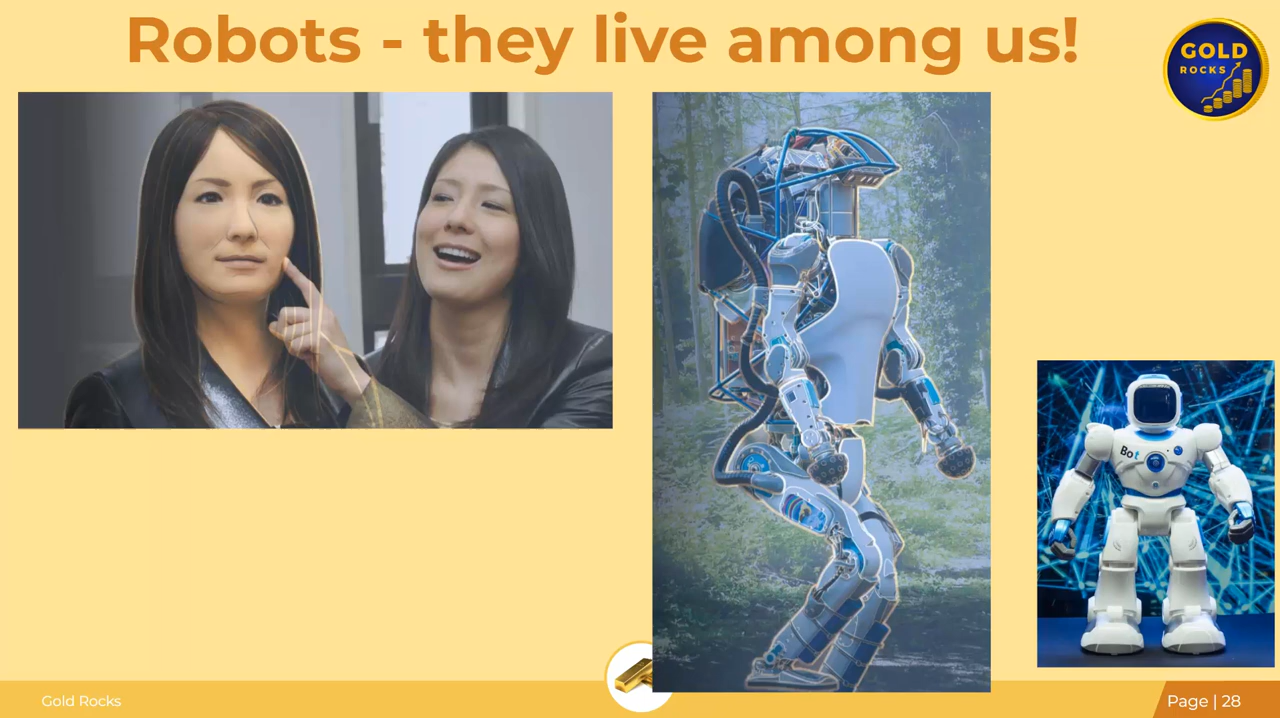 Robots - they live among us!
GOLD
ROCKS
Bot
Gold Rocks
Page | 28